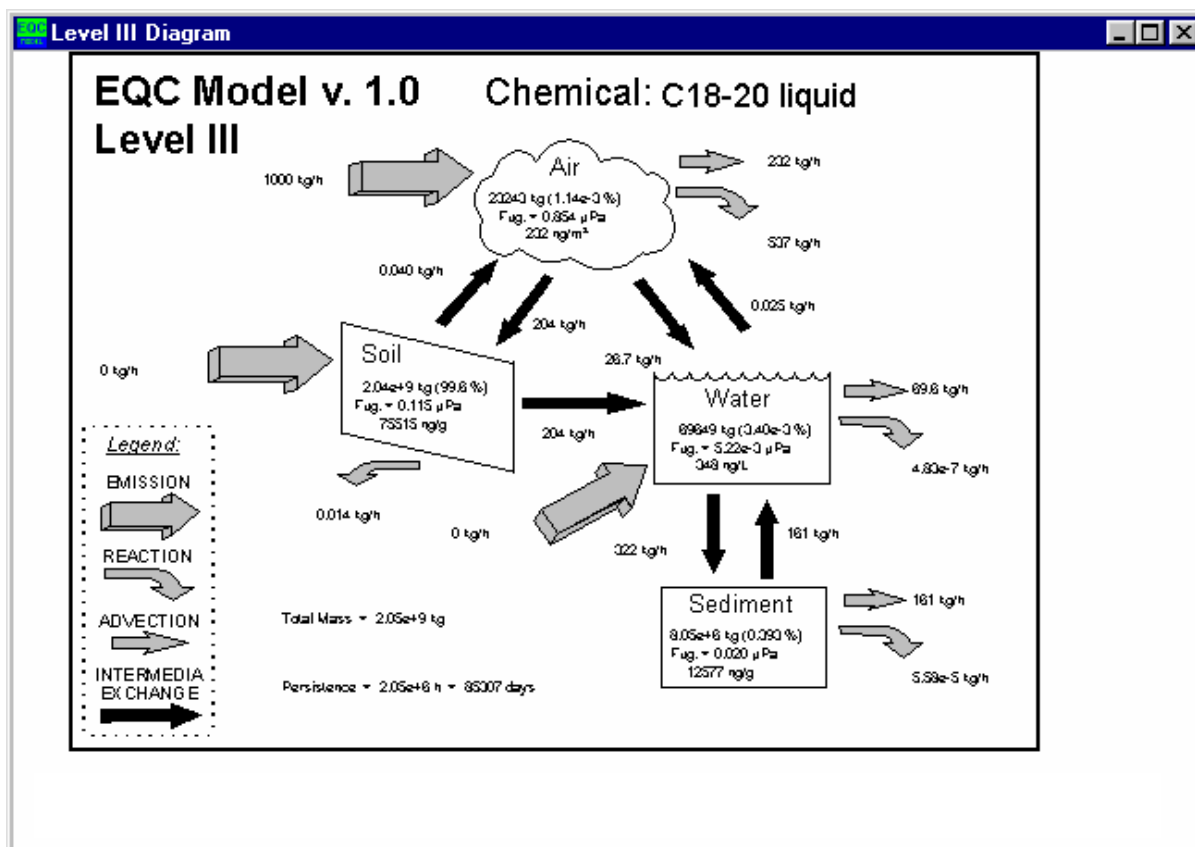 EQC
Level III Diagram
EQC Model v. 1.0
Chemical: C18-20 liquid
Level III
1000 kg/h
Air
23243 kg (1.14e-3 %)
Fug. = 0.854 µPa
232 ng/m³
232 kg/h
537 kg/h
0.040 kg/h
204 kg/h
26.7 kg/h
0.025 kg/h
0 kg/h
Soil
2.04e+9 kg (99.6 %)
Fug. = 0.115 µPa
75515 ng/g
204 kg/h
0.014 kg/h
Water
69649 kg (3.40e-3 %)
Fug. = 5.22e-3 µPa
348 ng/L
69.6 kg/h
4.83e-7 kg/h
0 kg/h
322 kg/h
161 kg/h
Sediment
8.05e+6 kg (0.393 %)
Fug. = 0.020 µPa
12577 ng/g
161 kg/h
5.58e-5 kg/h
Legend:
EMISSION
REACTION
ADVECTION
INTERMEDIA
EXCHANGE
Total Mass = 2.05e+9 kg
Persistence = 2.05e+6 h = 85307 days